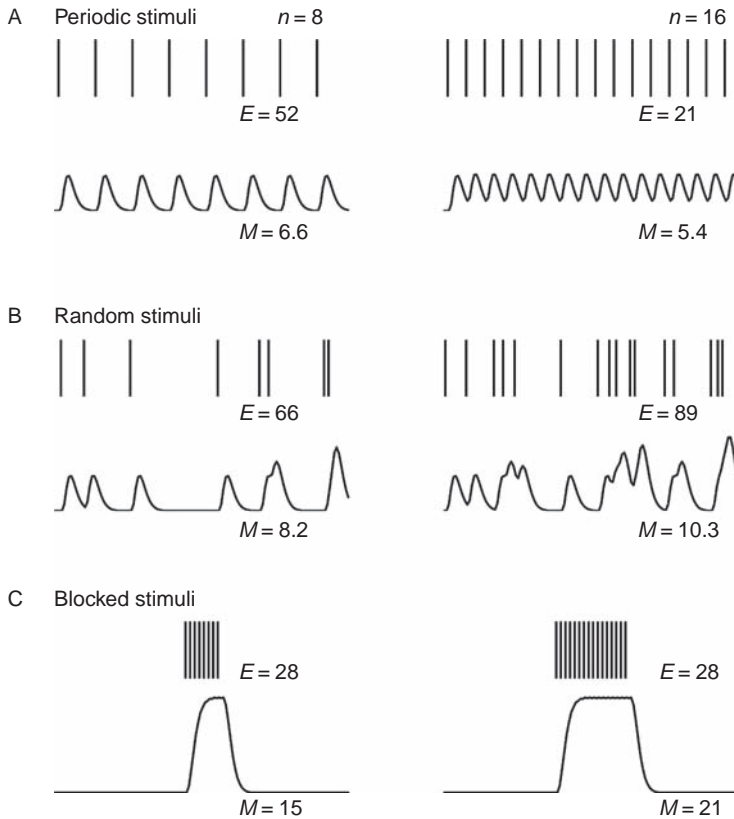 A Periodic stimuli n = 8 n = 16
E = 52 E = 21
M = 6.6 M = 5.4
B Random stimuli
E = 66 E = 89
M = 8.2 M = 10.3
C Blocked stimuli
E = 28 E = 28
M = 15 M = 21